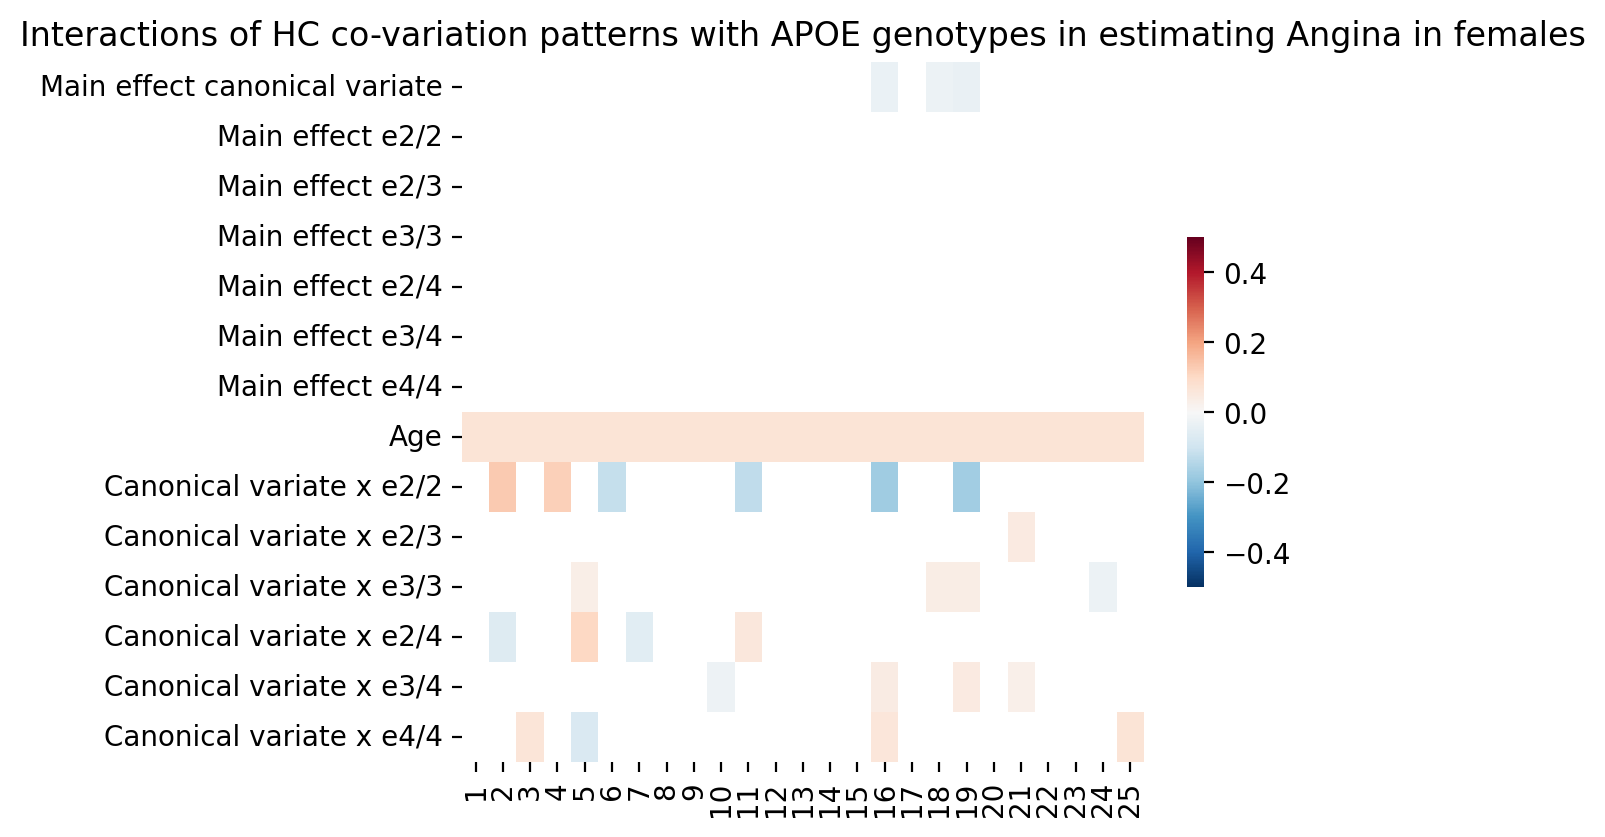 Interactions of HC co-variation patterns with APOE genotypes in estimating Angina in females
Main effect canonical variate
Main effect e2/2
Main effect e2/3
Main effect e3/3
Main effect e2/4
Main effect e3/4
Main effect e4/4
Age
Canonical variate x e2/2
Canonical variate x e2/3
Canonical variate x e3/3
Canonical variate x e2/4
Canonical variate x e3/4
Canonical variate x e4/4
1 2 3 4 5 6 7 8 9 10 11 12 13 14 15 16 17 18 19 20 21 22 23 24 25
0.4
0.2
0.0
−0.2
−0.4